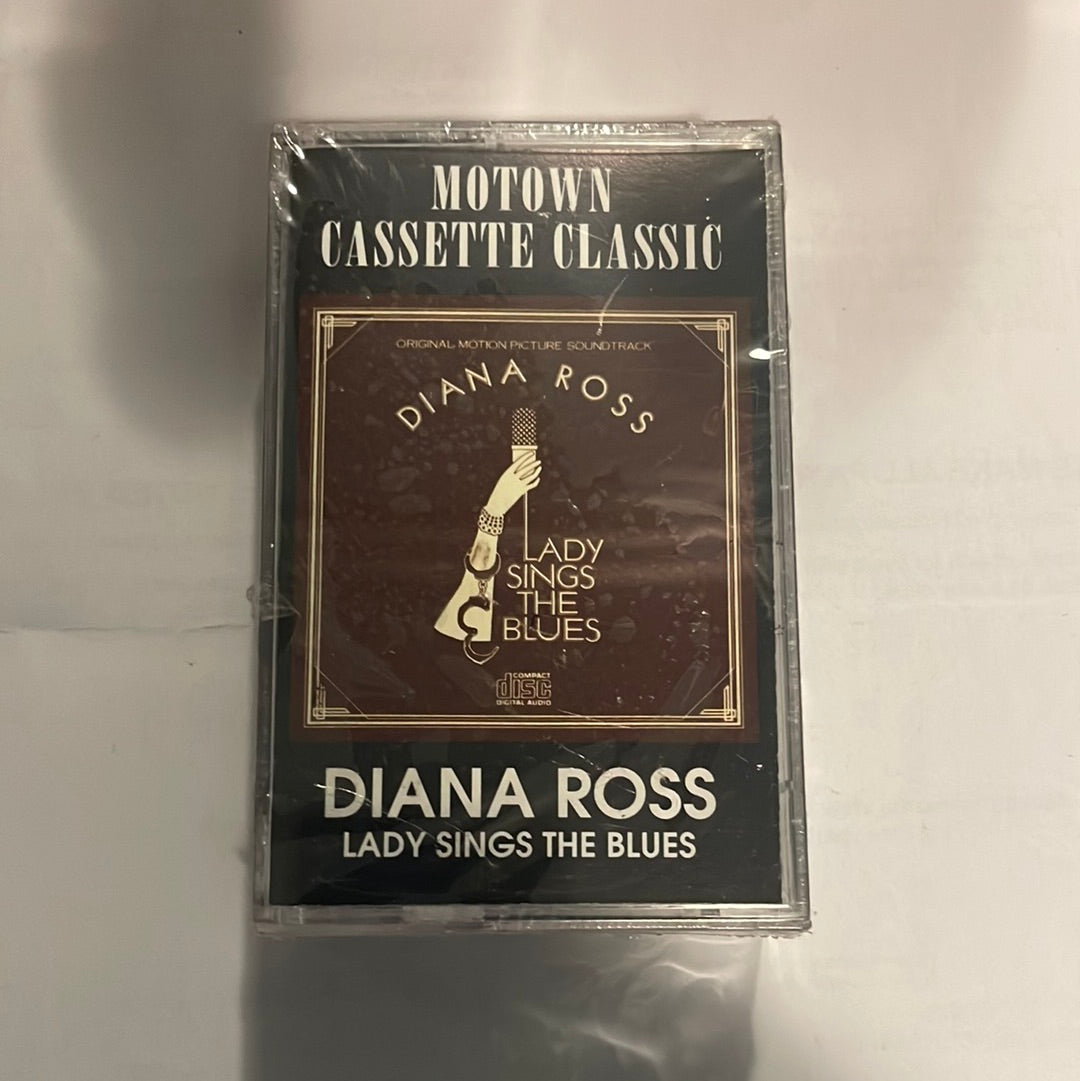 MOTOWN
CASSETTE CLASSIC
ORIGINAL MOTION PICTURE SOUNDTRACK
DIANA ROSS
LADY
SINGS
THE
BLUES
COMPACT
disc
DIGITAL AUDIO
DIANA ROSS
LADY SINGS THE BLUES